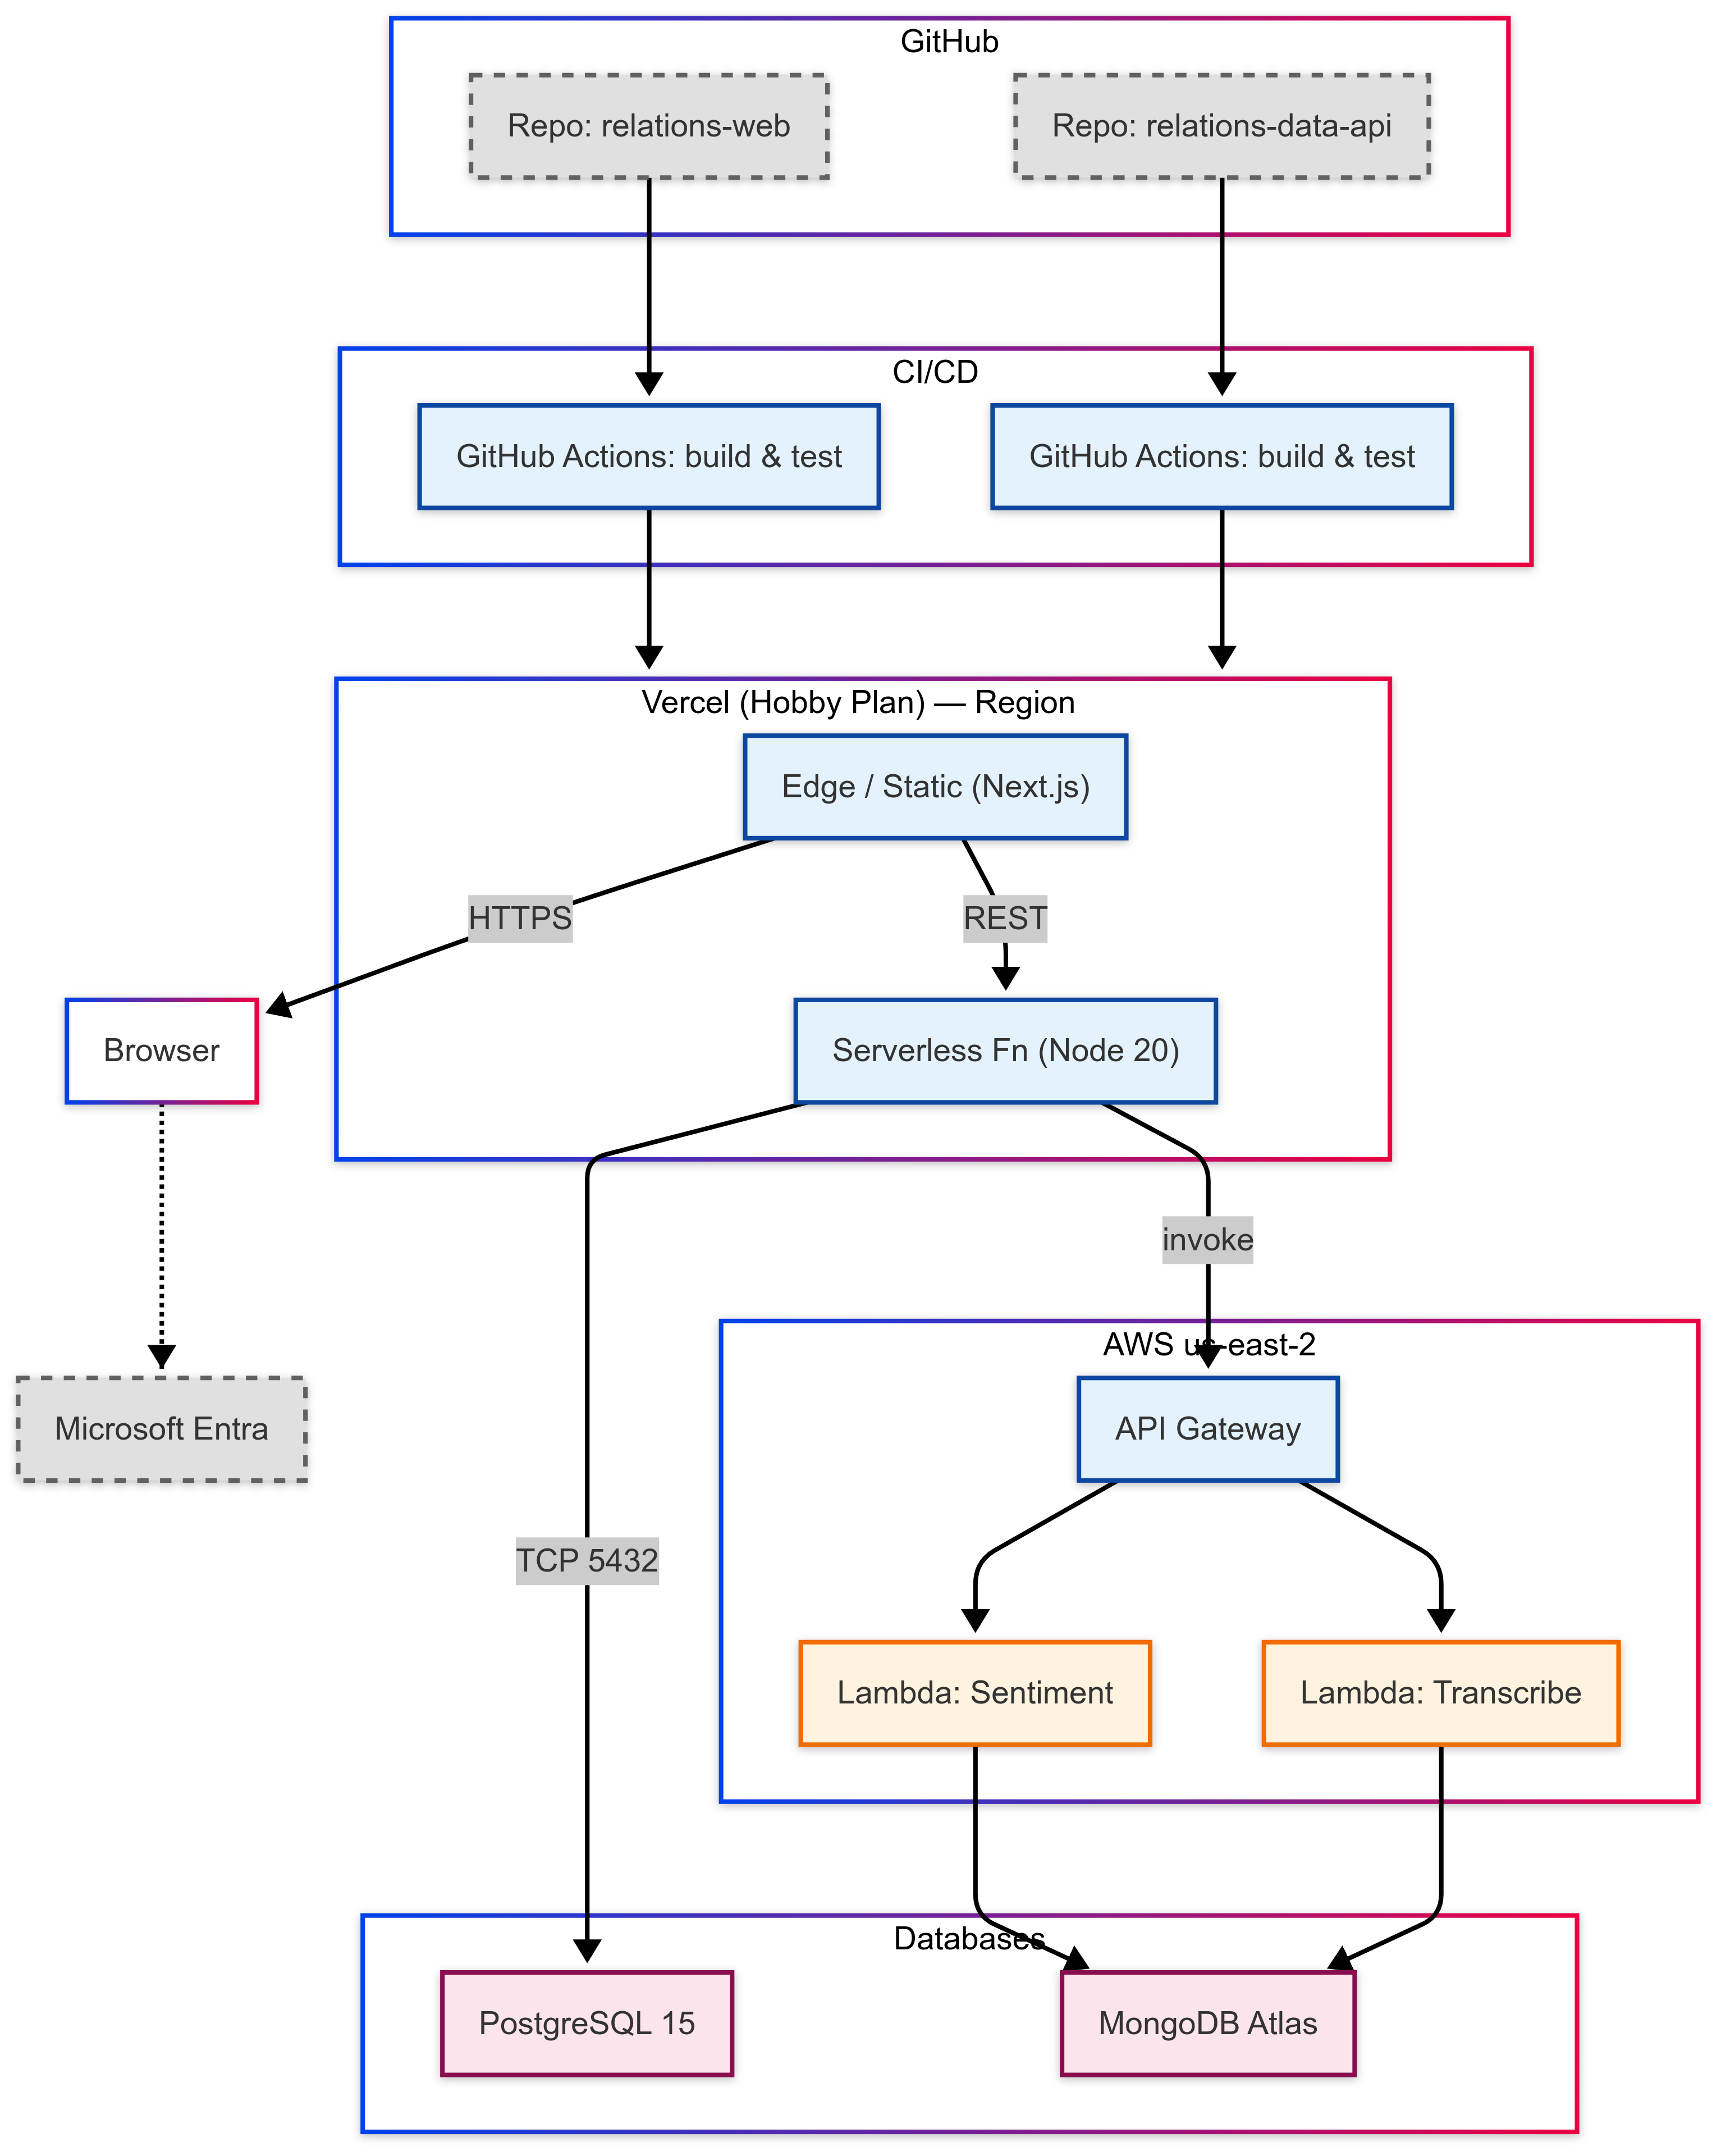 GitHub
Repo: relations-web
Repo: relations-data-api
CI/CD
GitHub Actions: build & test
GitHub Actions: build & test
Vercel (Hobby Plan) — Region
Edge / Static (Next.js)
HTTPS
REST
Browser
Serverless Fn (Node 20)
invoke
AWS us-east-2
Microsoft Entra
API Gateway
TCP 5432
Lambda: Sentiment
Lambda: Transcribe
Databases
PostgreSQL 15
MongoDB Atlas